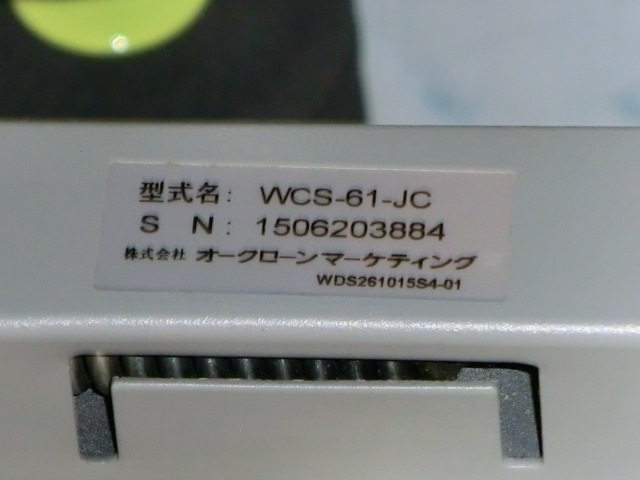 型式名: WCS-61-JC
S N: 1506203884
株式会社 オークローンマーケティング
WDS261015S4-01